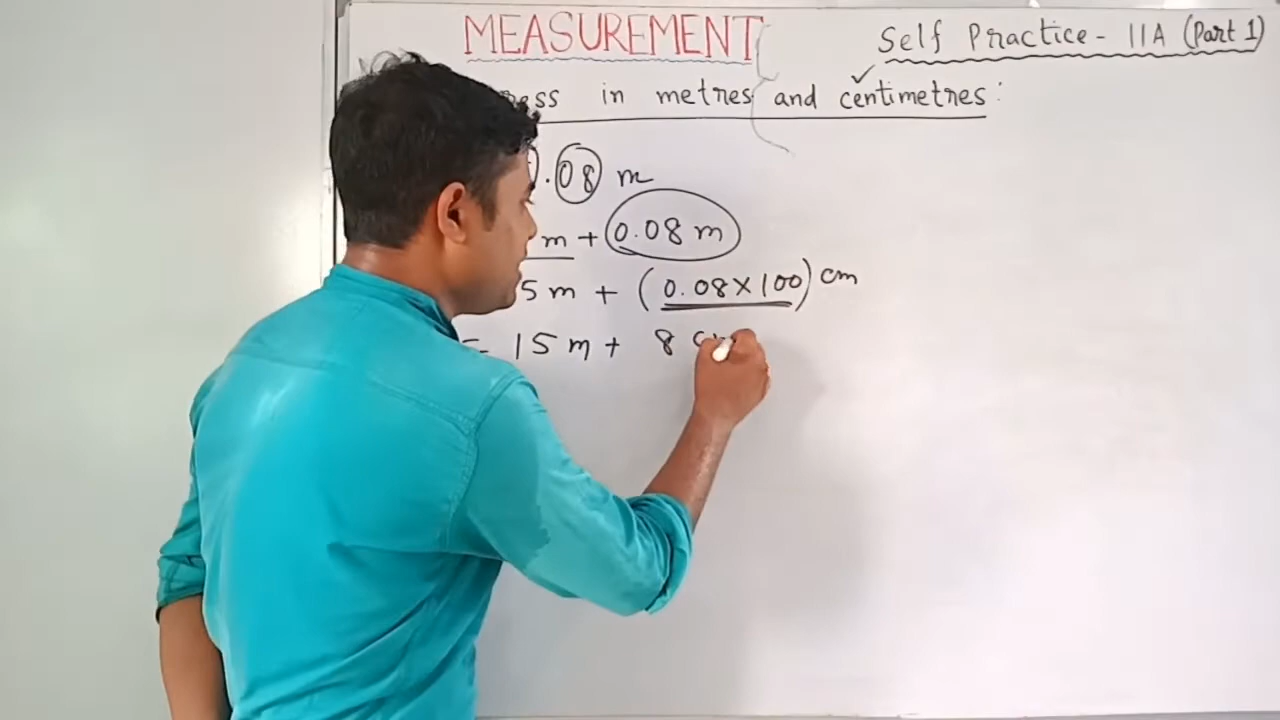 MEASUREMENT
Self Practice - 11A (Part 1)
in metres and centimetres:
.08 m
m + 0.08 m
5 m + (0.08 × 100) cm
= 15 m + 8